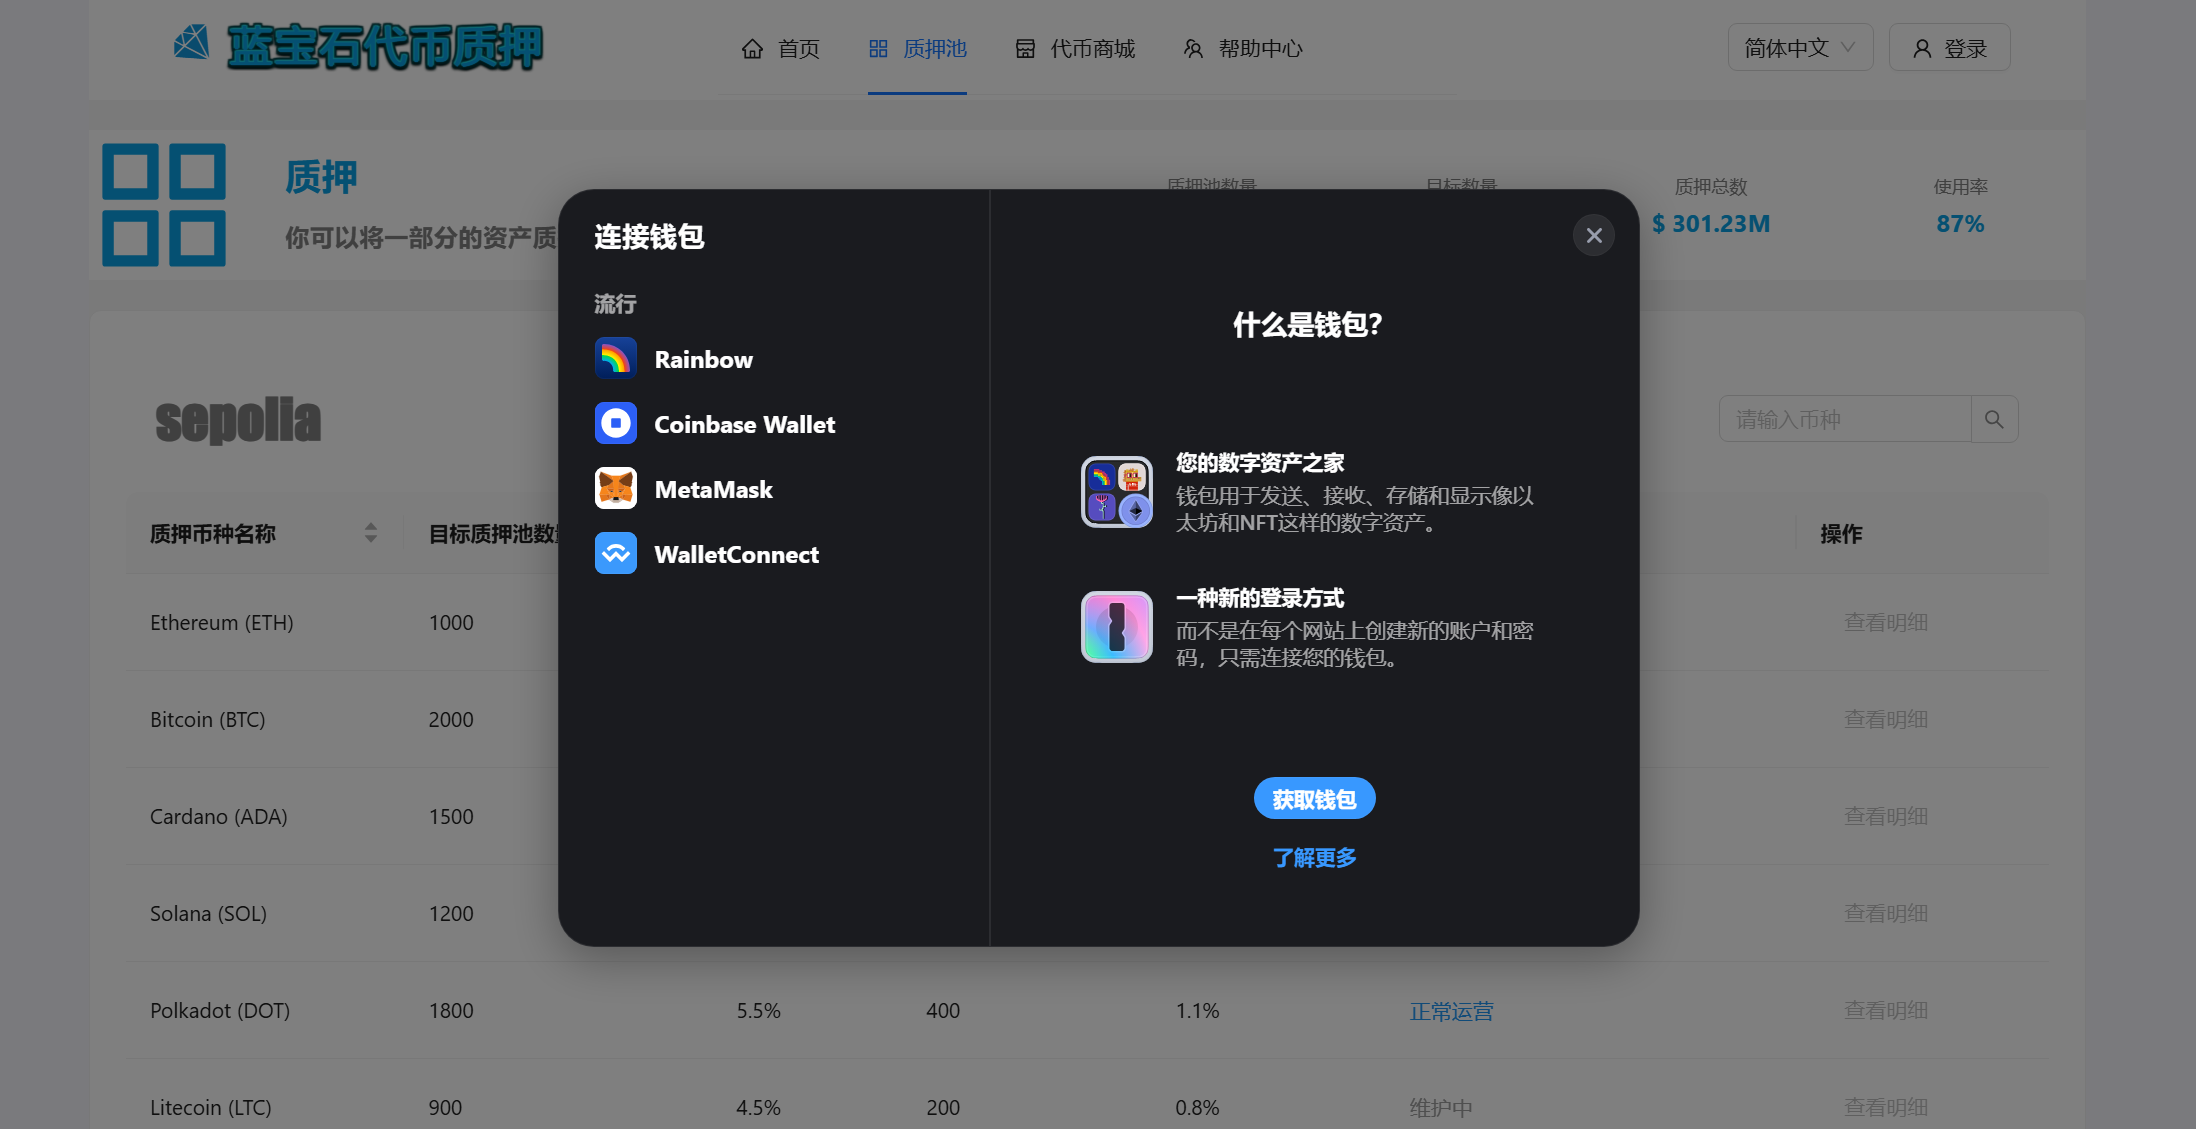 蓝宝石代币质押
首页
质押池
代币商城
帮助中心
简体中文
登录
质押
你可以将一部分的资产质
质押池数量
目标数量
质押总数
使用率
$ 301.23M
87%
连接钱包
流行
Rainbow
Coinbase Wallet
MetaMask
WalletConnect
什么是钱包?
您的数字资产之家
钱包用于发送、接收、存储和显示像以
太坊和NFT这样的数字资产。
一种新的登录方式
而不是在每个网站上创建新的账户和密
码，只需连接您的钱包。
获取钱包
了解更多
sepolia
请输入币种
质押币种名称
目标质押池数量
操作
Ethereum (ETH)
1000
查看明细
Bitcoin (BTC)
2000
查看明细
Cardano (ADA)
1500
查看明细
Solana (SOL)
1200
查看明细
Polkadot (DOT)
1800
5.5%
400
1.1%
正常运营
查看明细
Litecoin (LTC)
900
4.5%
200
0.8%
维护中
查看明细